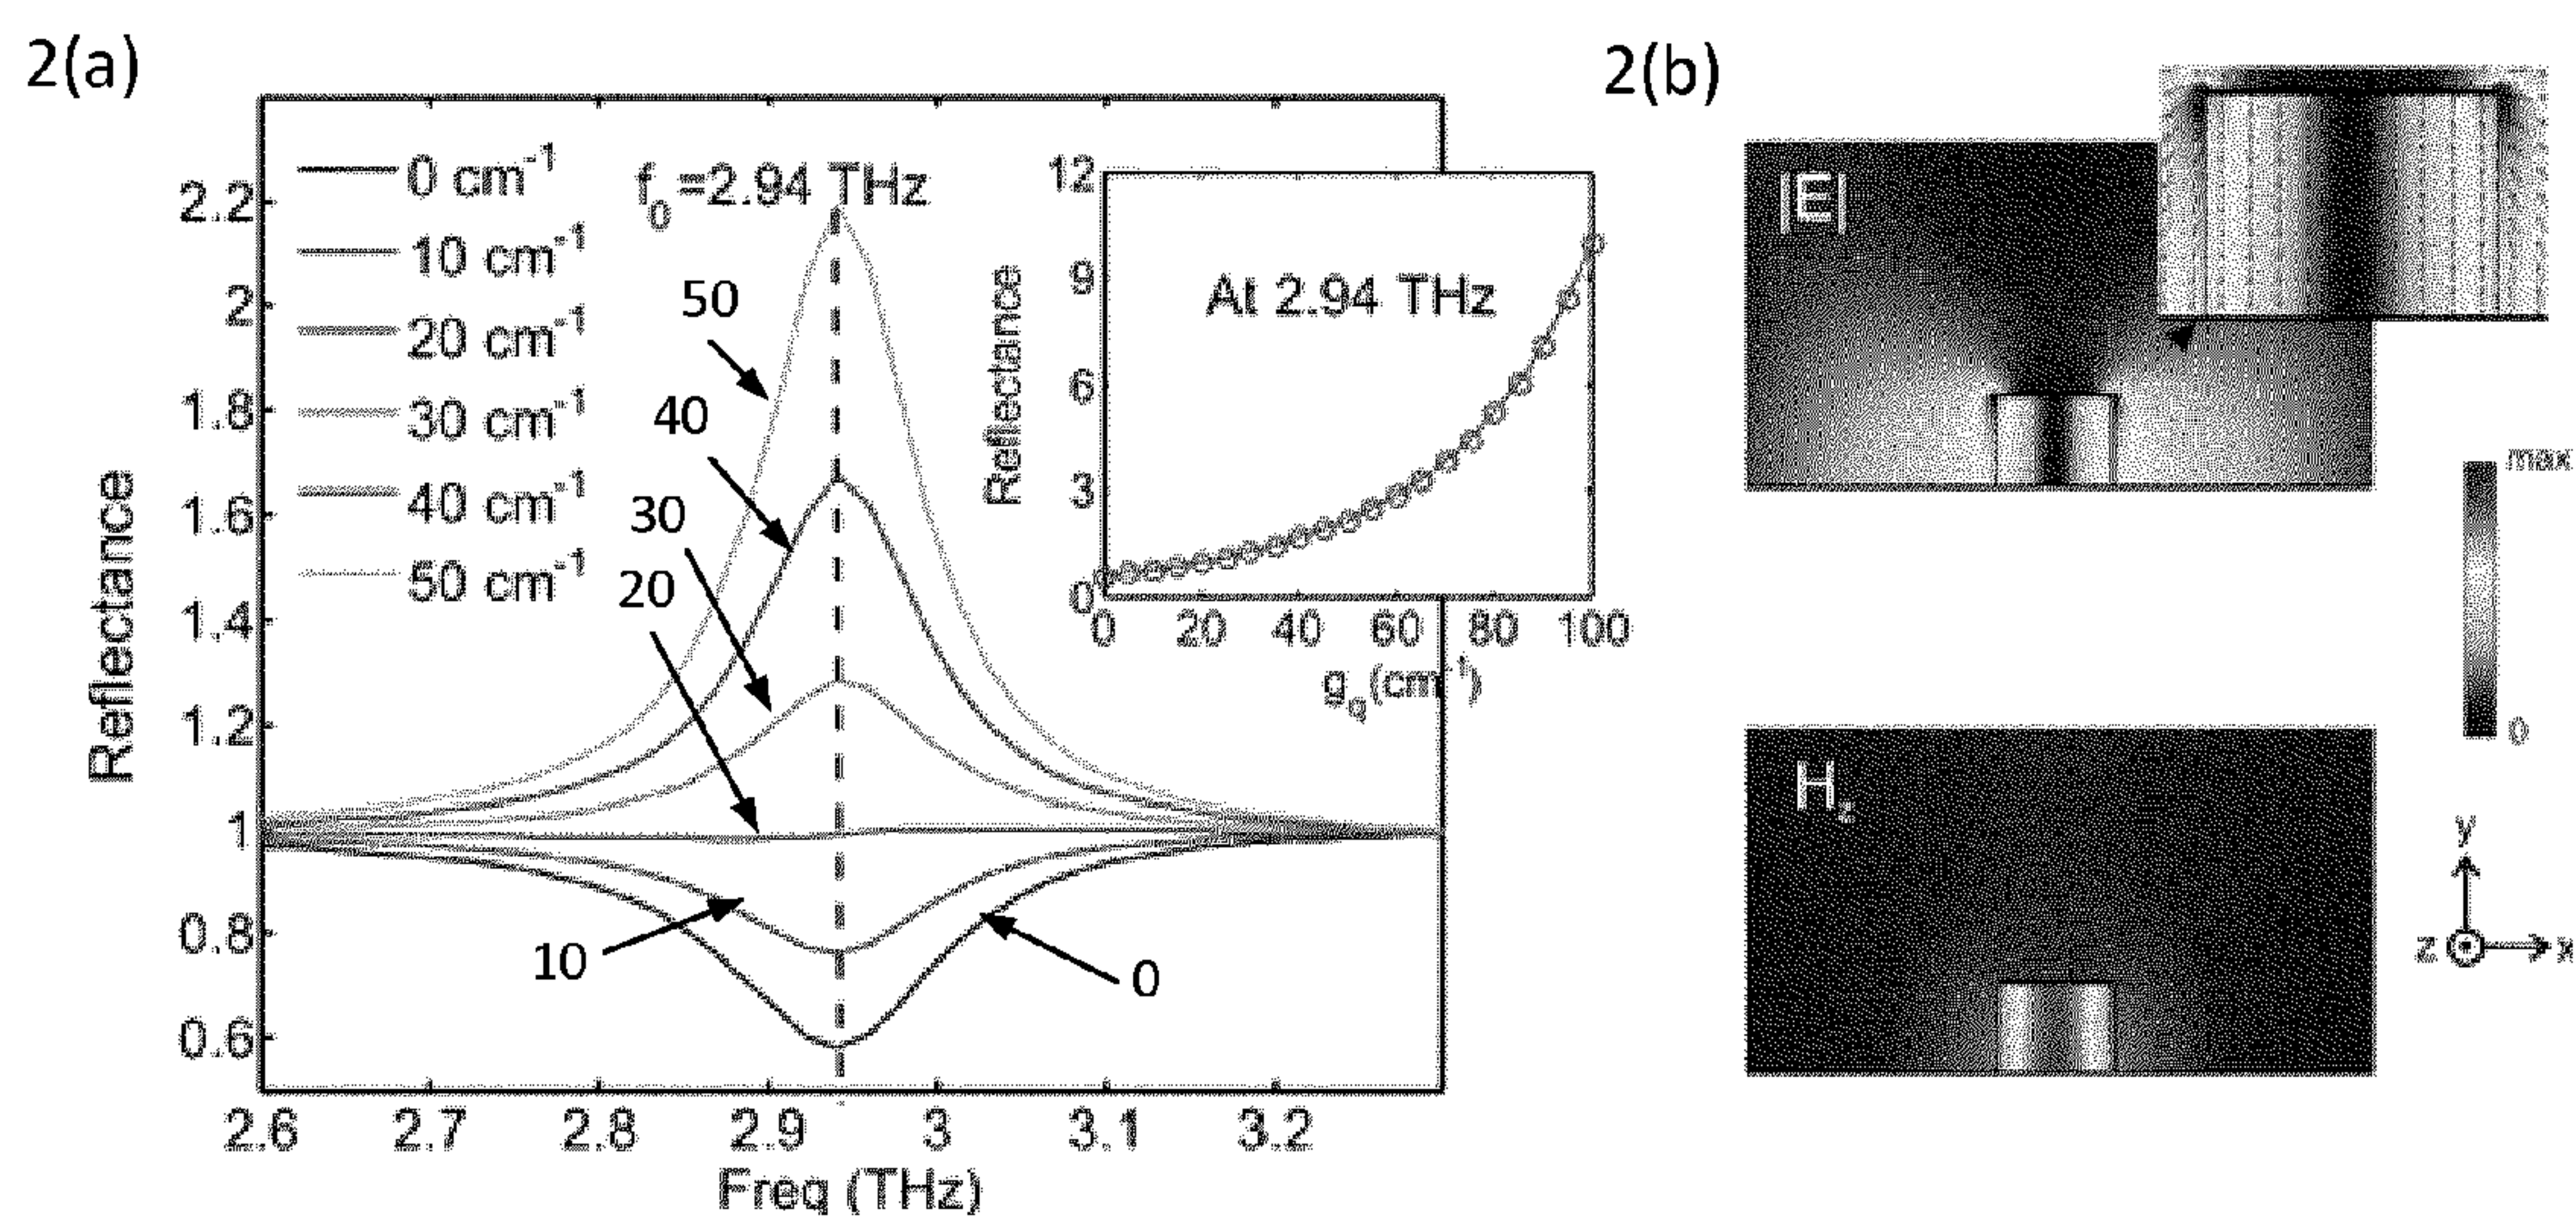 2(a)
2.2
2
1.8
1.6
1.4
1.2
1
0.8
0.6
Reflectance
0 cm⁻¹
10 cm⁻¹
20 cm⁻¹
30 cm⁻¹
40 cm⁻¹
50 cm⁻¹
f₀=2.94 THz
50
40
30
20
10
0
2.6 2.7 2.8 2.9 3 3.1 3.2
Freq (THz)
12
9
6
3
0
Reflectance
At 2.94 THz
0 20 40 60 80 100
g_q(cm⁻¹)
2(b)
|E|
max
0
H_z
y
z x